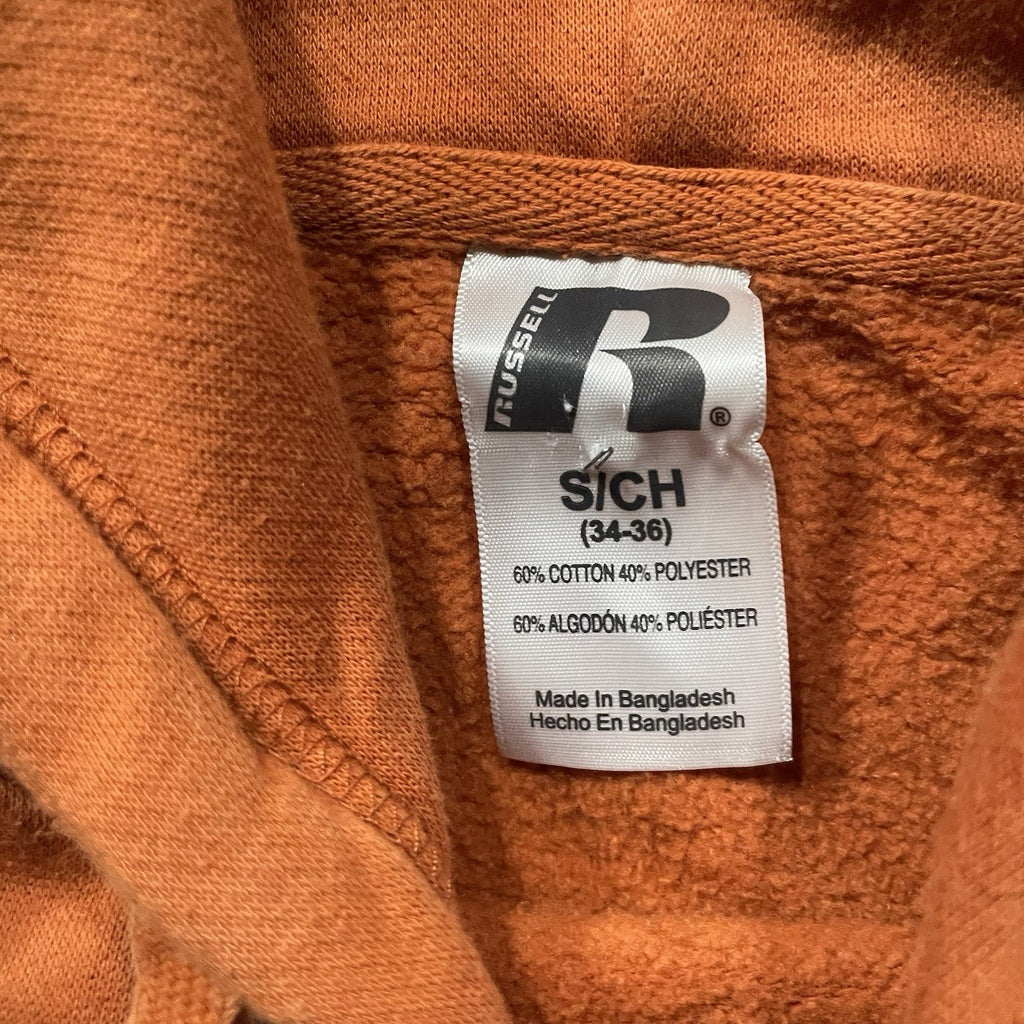 RUSSELL
R®
S/CH
(34-36)
60% COTTON 40% POLYESTER
60% ALGODÓN 40% POLIÉSTER
Made In Bangladesh
Hecho En Bangladesh